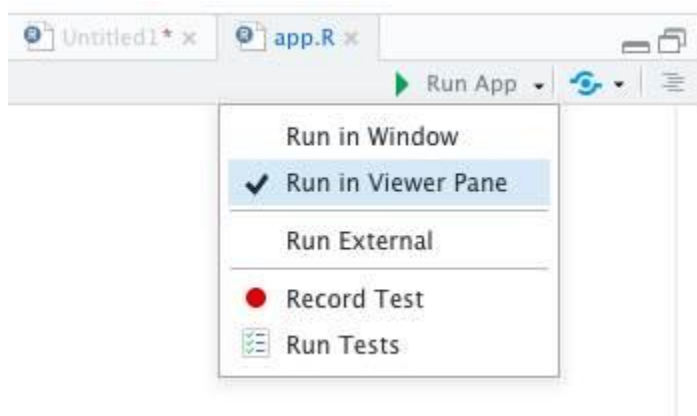 Untitled1* ×
app.R ×
Run App
Run in Window
Run in Viewer Pane
Run External
Record Test
Run Tests